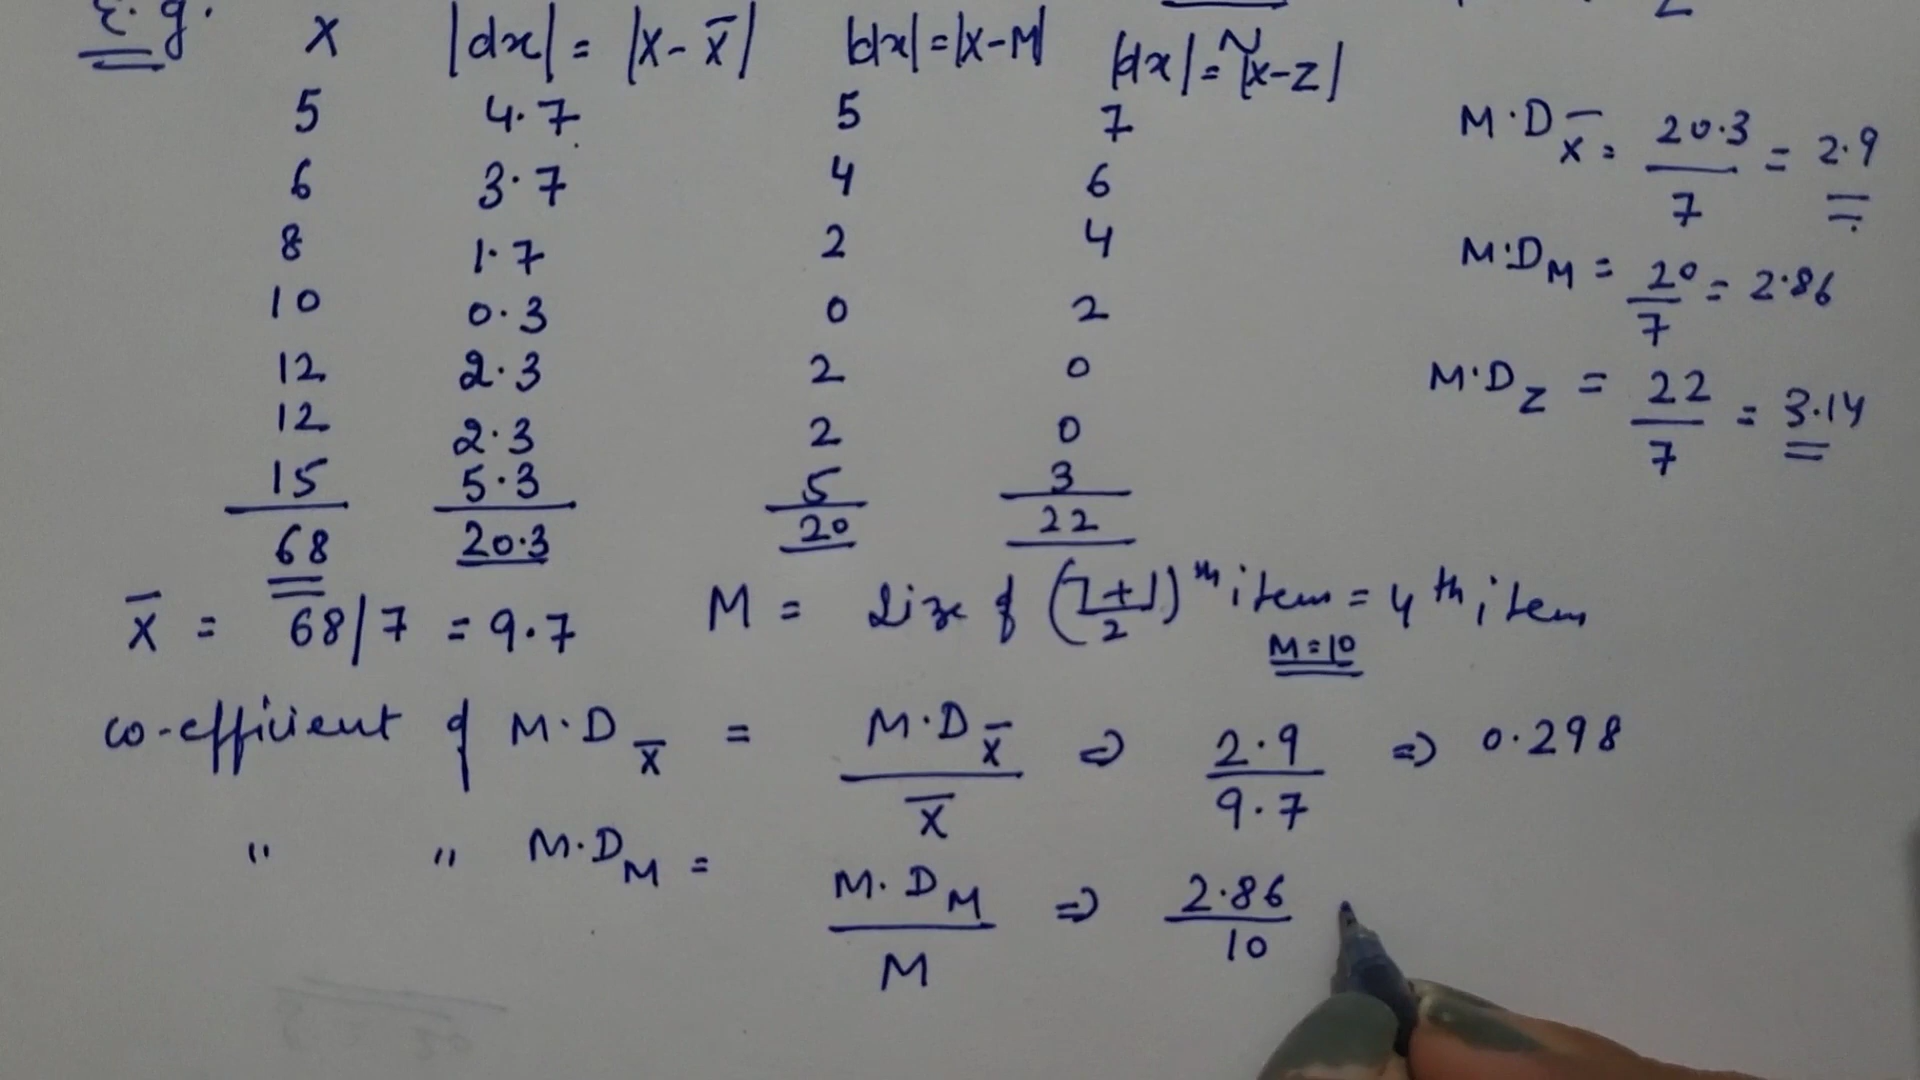 E.g. X |dx| = |X - X̄| |dx| = |X - M| |dx| = |X - Z|
5 4.7 5 7
6 3.7 4 6
8 1.7 2 4
10 0.3 0 2
12 2.3 2 0
12 2.3 2 0
15 5.3 5 3
68 20.3 20 22
M.D X̄ = 20.3/7 = 2.9
M.D M = 20/7 = 2.86
M.D Z = 22/7 = 3.14
X̄ = 68/7 = 9.7
M = Size of (7+1/2)th item = 4th item
M = 10
co-efficient of M.D X̄ = M.D X̄/X̄ ⇒ 2.9/9.7 ⇒ 0.298
" " M.D M = M.D M/M ⇒ 2.86/10